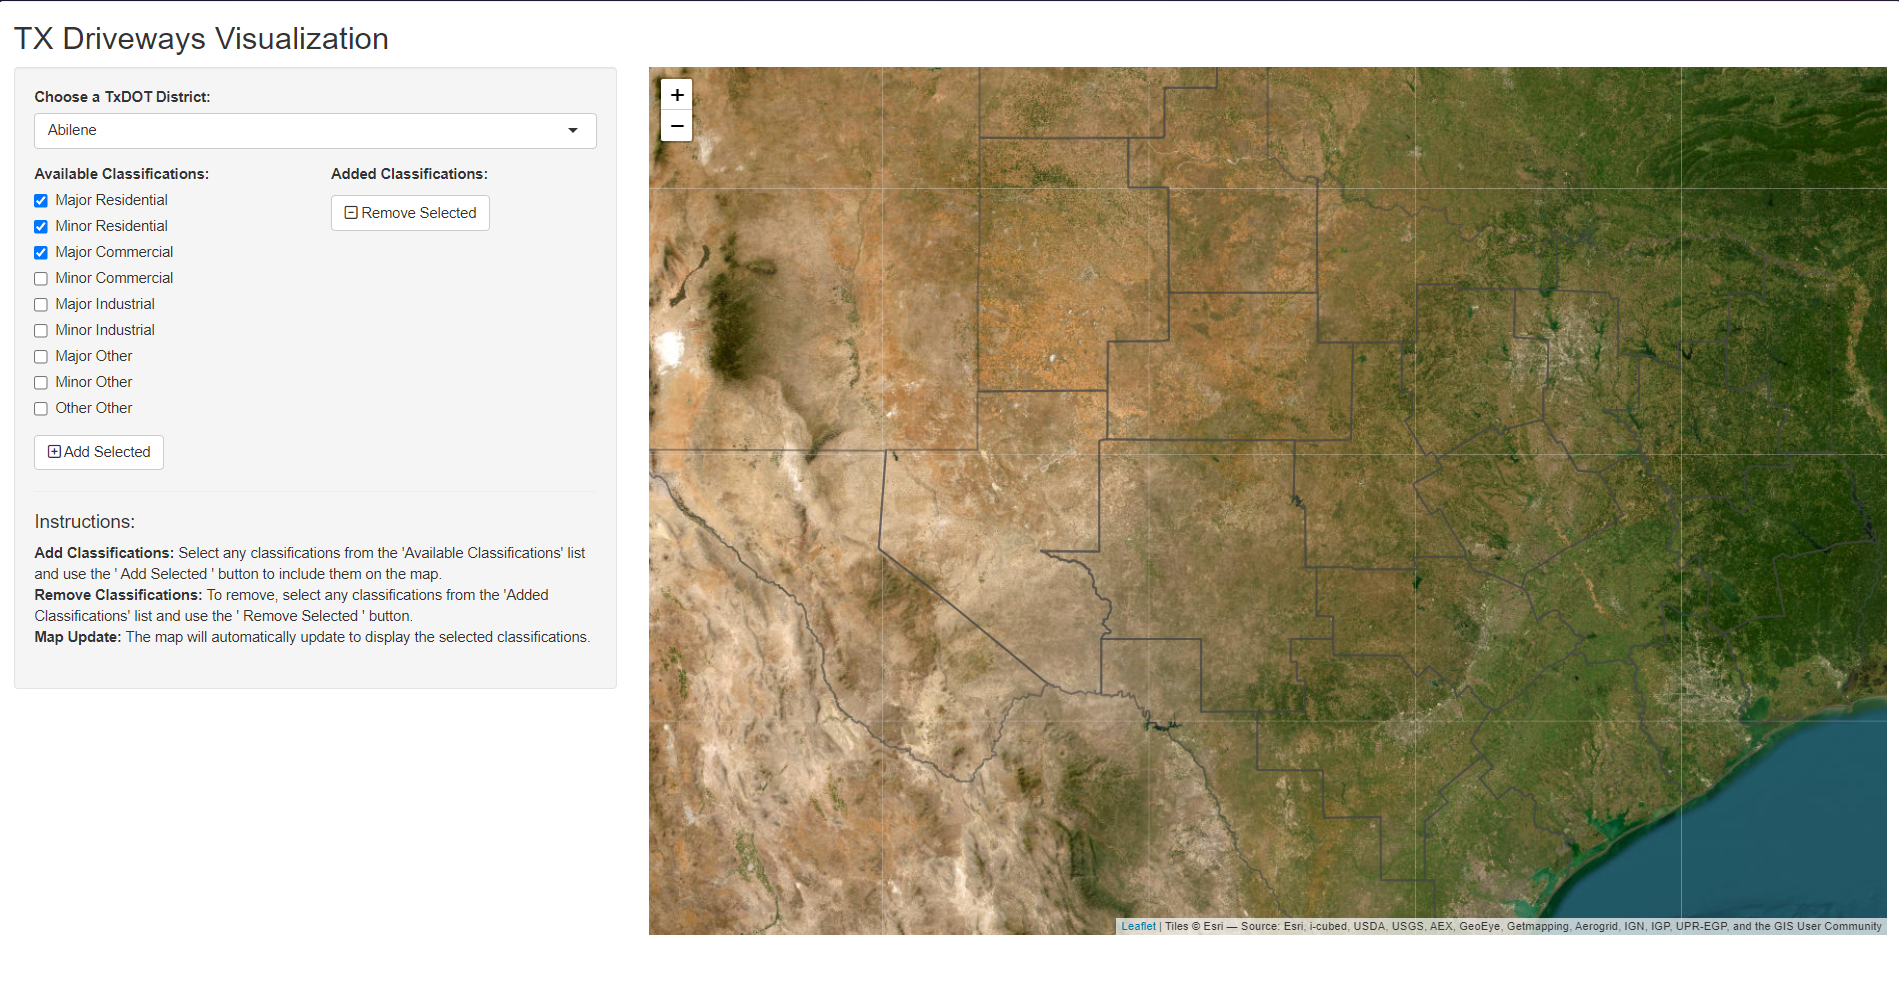 TX Driveways Visualization
Choose a TxDOT District:
Abilene
Available Classifications:
Major Residential
Minor Residential
Major Commercial
Minor Commercial
Major Industrial
Minor Industrial
Major Other
Minor Other
Other Other
Add Selected
Added Classifications:
Remove Selected
Instructions:
Add Classifications: Select any classifications from the 'Available Classifications' list
and use the ' Add Selected ' button to include them on the map.
Remove Classifications: To remove, select any classifications from the 'Added
Classifications' list and use the ' Remove Selected ' button.
Map Update: The map will automatically update to display the selected classifications.
+
−
Leaflet | Tiles © Esri — Source: Esri, i-cubed, USDA, USGS, AEX, GeoEye, Getmapping, Aerogrid, IGN, IGP, UPR-EGP, and the GIS User Community